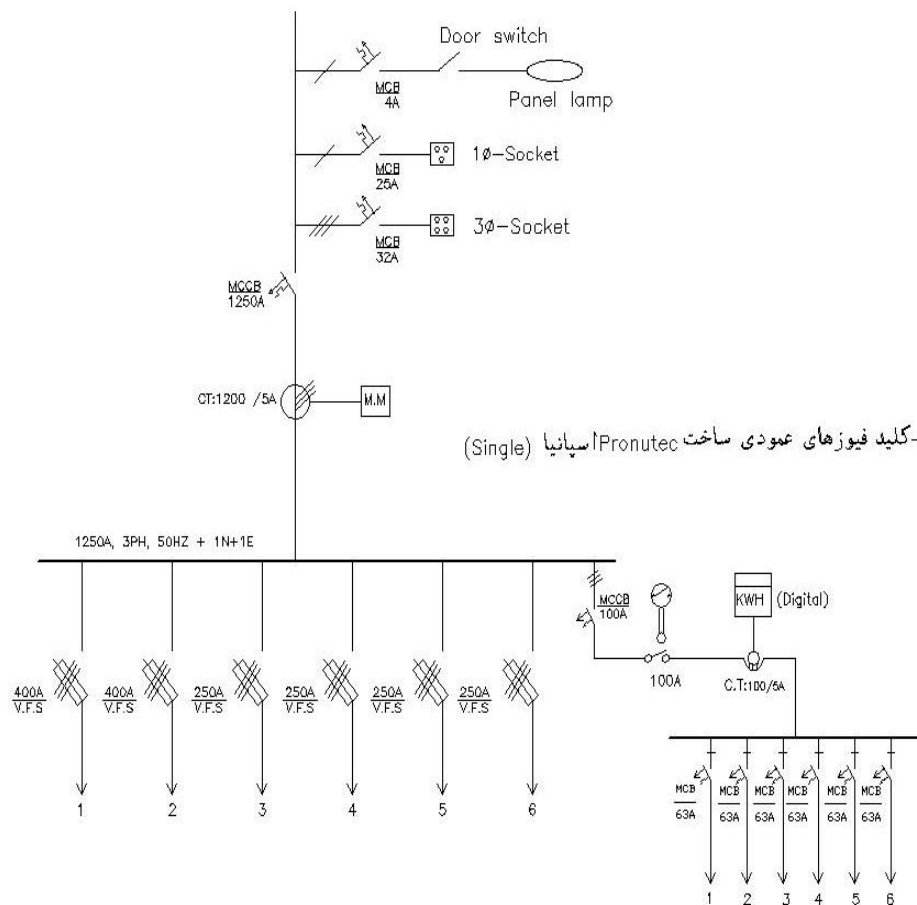 Door switch
MCB
4A
Panel lamp
1ø-Socket
MCB
25A
3ø-Socket
MCB
32A
MCCB
1250A
CT:1200 /5A
M.M
-کلید فیوزهای عمودی ساخت Pronutec اسپانیا (Single)
1250A, 3PH, 50HZ + 1N+1E
MCCB
100A
KWH (Digital)
100A
C.T:100/5A
400A 400A 250A 250A 250A 250A
V.F.S V.F.S V.F.S V.F.S V.F.S V.F.S
1 2 3 4 5 6
MCB MCB MCB MCB MCB MCB
63A 63A 63A 63A 63A 63A
1 2 3 4 5 6